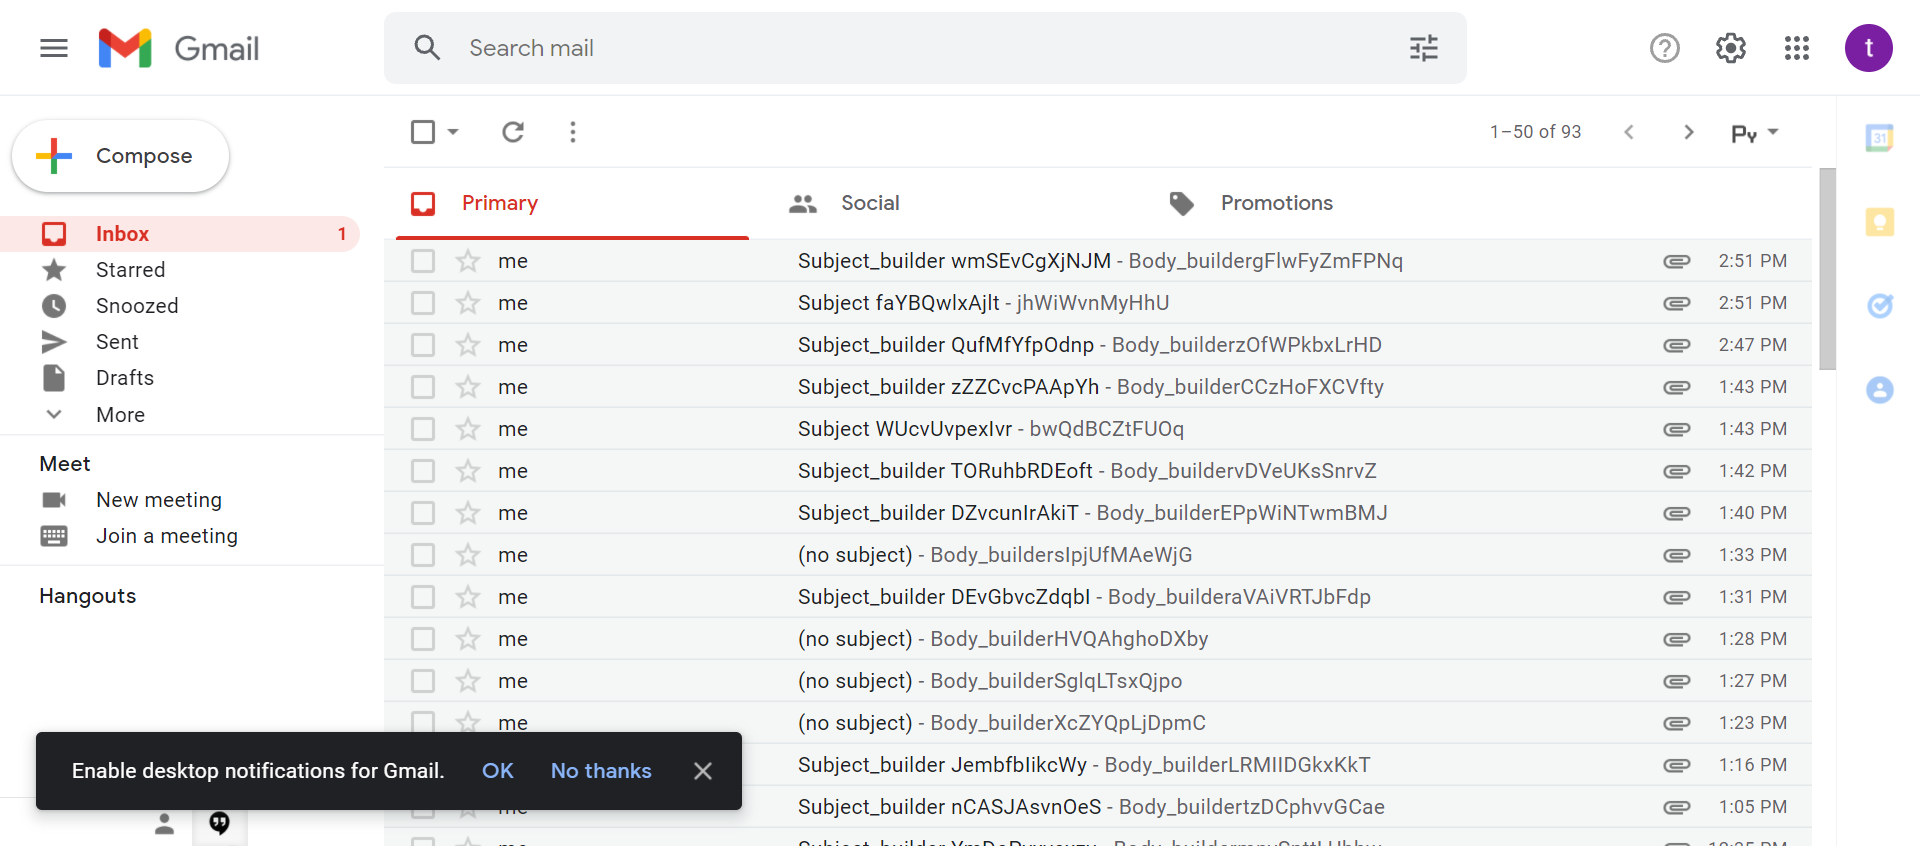 Gmail
Search mail
t
Compose
1–50 of 93
Py
31
Primary
Social
Promotions
Inbox 1
Starred
Snoozed
Sent
Drafts
More
Meet
New meeting
Join a meeting
Hangouts
me Subject_builder wmSEvCgXjNJM - Body_buildergFlwFyZmFPNq 2:51 PM
me Subject faYBQwlxAjlt - jhWiWvnMyHhU 2:51 PM
me Subject_builder QufMfYfpOdnp - Body_builderzOfWPkbxLrHD 2:47 PM
me Subject_builder zZZCvcPAApYh - Body_builderCCzHoFXCVfty 1:43 PM
me Subject WUcvUvpexIvr - bwQdBCZtFUOq 1:43 PM
me Subject_builder TORuhbRDEoft - Body_buildervDVeUKsSnrvZ 1:42 PM
me Subject_builder DZvcunIrAkiT - Body_builderEPpWiNTwmBMJ 1:40 PM
me (no subject) - Body_buildersIpjUfMAeWjG 1:33 PM
me Subject_builder DEvGbvcZdqbI - Body_builderaVAiVRTJbFdp 1:31 PM
me (no subject) - Body_builderHVQAhghoDXby 1:28 PM
me (no subject) - Body_builderSglqLTsxQjpo 1:27 PM
me (no subject) - Body_builderXcZYQpLjDpmC 1:23 PM
Subject_builder JembfbIikcWy - Body_builderLRMIIDGkxKkT 1:16 PM
me Subject_builder nCASJAsvnOeS - Body_buildertzDCphvvGCae 1:05 PM
Enable desktop notifications for Gmail. OK No thanks